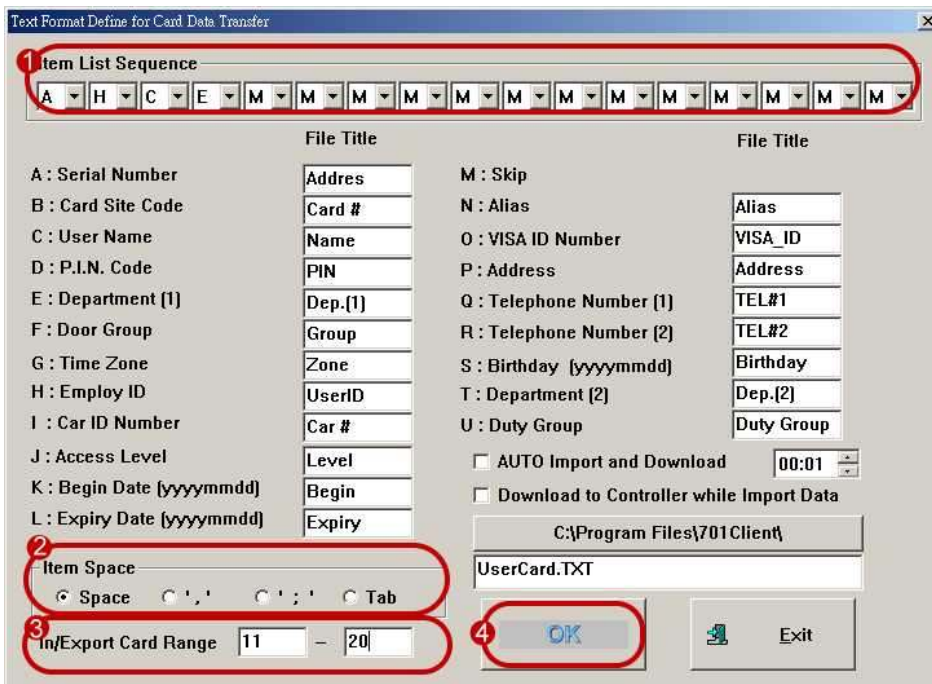 Text Format Define for Card Data Transfer
1 Item List Sequence
A H C E M M M M M M M M M M M M M
File Title
A : Serial Number Addres
B : Card Site Code Card #
C : User Name Name
D : P.I.N. Code PIN
E : Department (1) Dep.(1)
F : Door Group Group
G : Time Zone Zone
H : Employ ID UserID
I : Car ID Number Car #
J : Access Level Level
K : Begin Date (yyyymmdd) Begin
L : Expiry Date (yyyymmdd) Expiry
File Title
M : Skip
N : Alias Alias
O : VISA ID Number VISA_ID
P : Address Address
Q : Telephone Number (1) TEL#1
R : Telephone Number (2) TEL#2
S : Birthday (yyyymmdd) Birthday
T : Department (2) Dep.(2)
U : Duty Group Duty Group
AUTO Import and Download 00:01
Download to Controller while Import Data
C:\Program Files\701Client\
UserCard.TXT
2
Item Space
Space ',' ';' Tab
3
In/Export Card Range 11 – 20
4 OK Exit